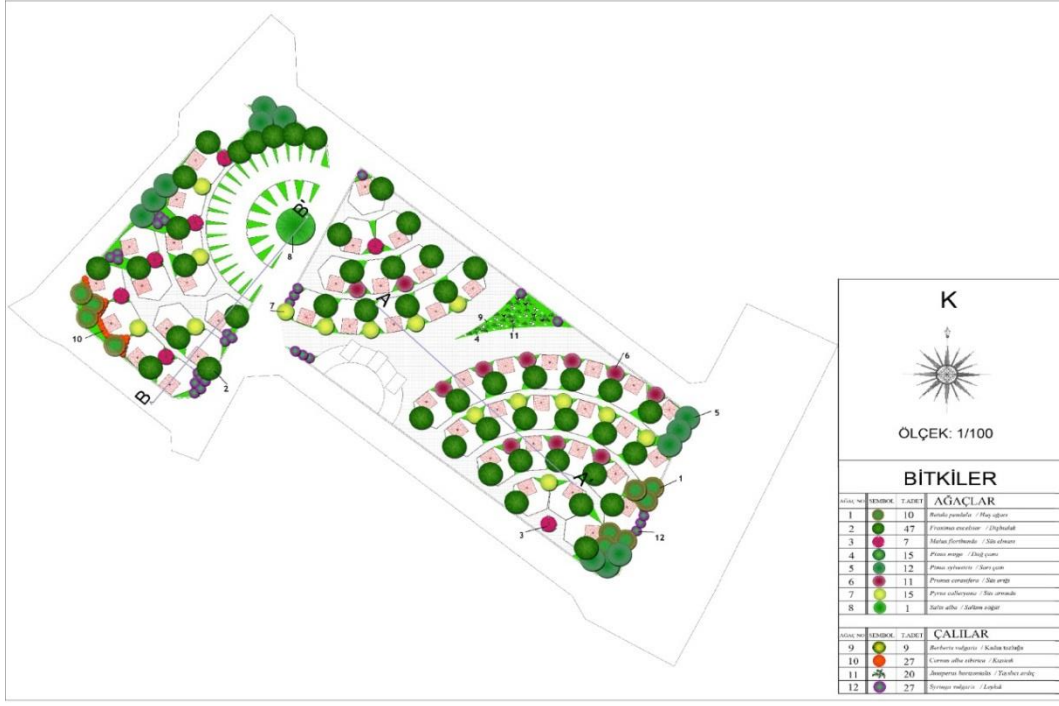 B'
8
A
7
9
4
11
10
2
B
6
5
A'
1
3
12
K
ÖLÇEK: 1/100
BİTKİLER
AĞAÇ NO SEMBOL T.ADET AĞAÇLAR
1 10 Betula pendula / Huş ağacı
2 47 Fraxinus excelsior / Dişbudak
3 7 Malus floribunda / Süs elması
4 15 Pinus mugo / Dağ çamı
5 12 Pinus sylvestris / Sarı çam
6 11 Prunus cerasifera / Süs eriği
7 15 Pyrus calleryana / Süs armudu
8 1 Salix alba / Salkım söğüt
AĞAÇ NO SEMBOL T.ADET ÇALILAR
9 9 Berberis vulgaris / Kadın tuzluğu
10 27 Cornus alba sibirica / Kızılcık
11 20 Juniperus horizontalis / Yayılıcı ardıç
12 27 Syringa vulgaris / Leylak